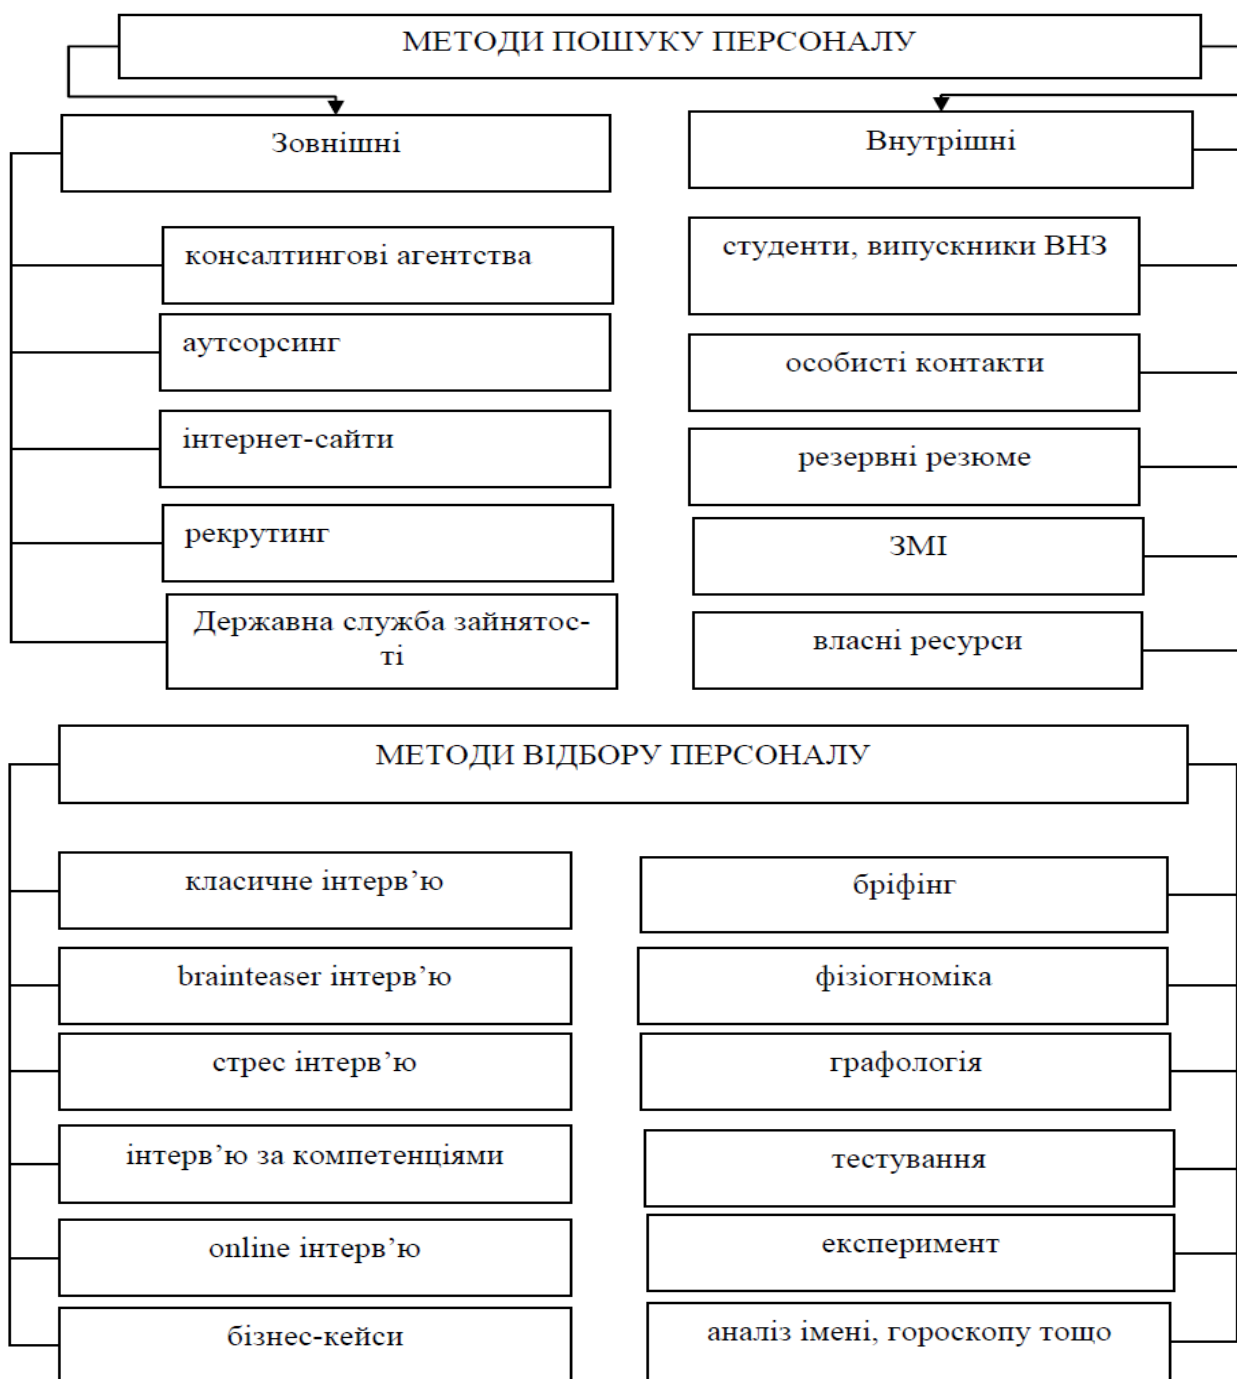 МЕТОДИ ПОШУКУ ПЕРСОНАЛУ
Зовнішні
консалтингові агентства
аутсорсинг
інтернет-сайти
рекрутинг
Державна служба зайнятос-
ті
Внутрішні
студенти, випускники ВНЗ
особисті контакти
резервні резюме
ЗМІ
власні ресурси
МЕТОДИ ВІДБОРУ ПЕРСОНАЛУ
класичне інтерв’ю
brainteaser інтерв’ю
стрес інтерв’ю
інтерв’ю за компетенціями
online інтерв’ю
бізнес-кейси
бріфінг
фізіогноміка
графологія
тестування
експеримент
аналіз імені, гороскопу тощо